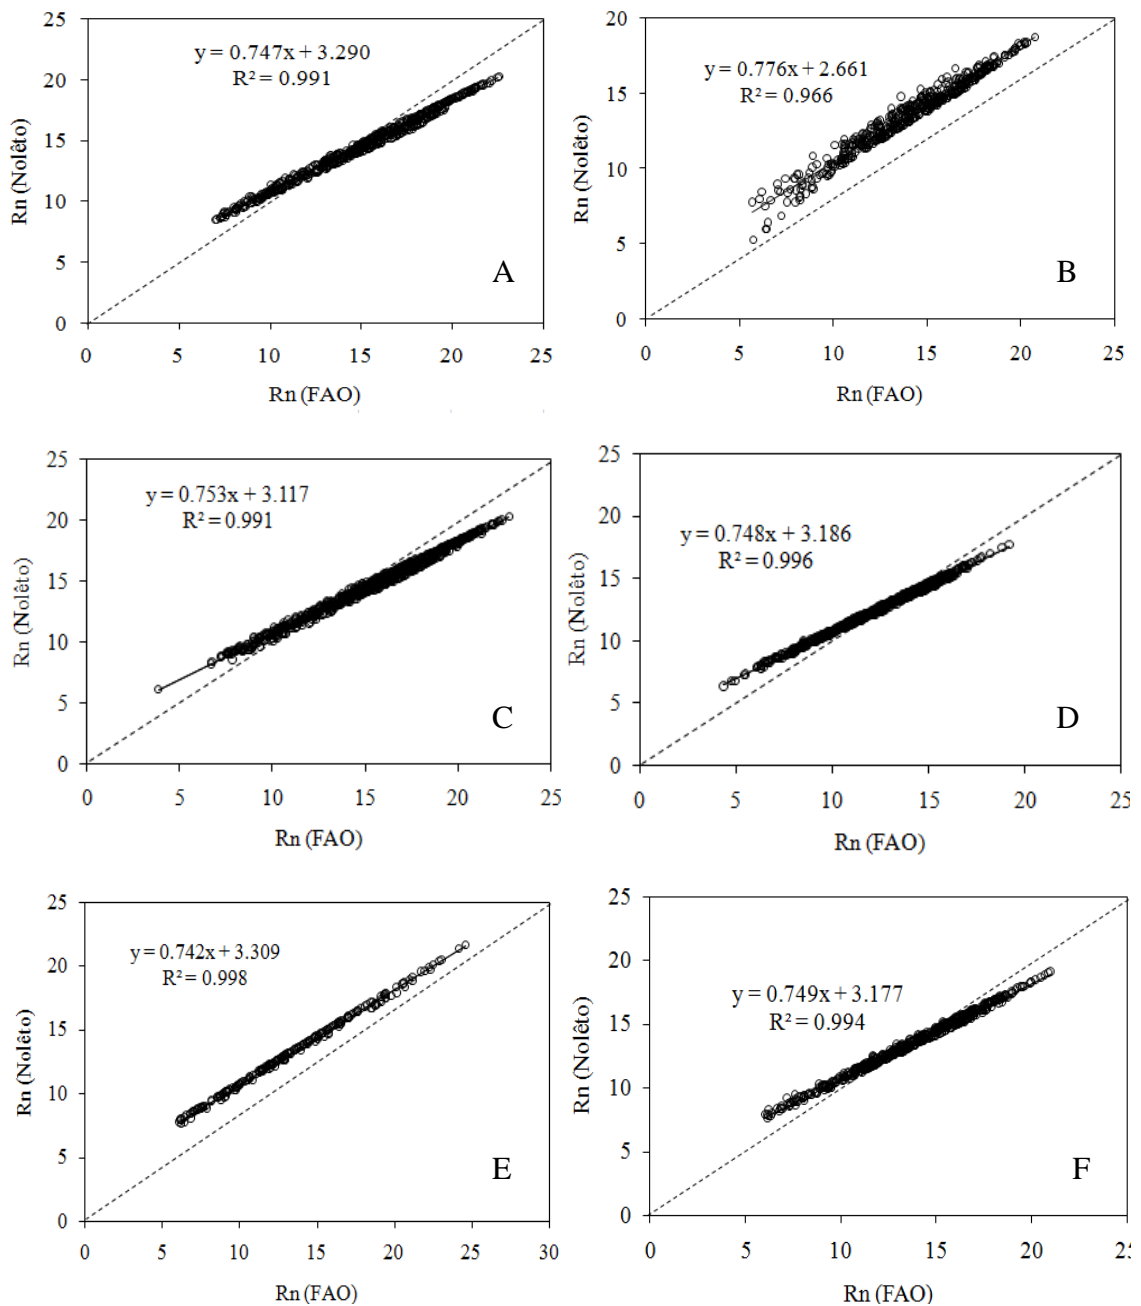 25
20
15
10
5
0
Rn (Nolêto)
y = 0.747x + 3.290
R² = 0.991
A
0 5 10 15 20 25
Rn (FAO)
20
15
10
5
0
Rn (Nolêto)
y = 0.776x + 2.661
R² = 0.966
B
0 5 10 15 20 25
Rn (FAO)
25
20
15
10
5
0
Rn (Nolêto)
y = 0.753x + 3.117
R² = 0.991
C
0 5 10 15 20 25
Rn (FAO)
25
20
15
10
5
0
Rn (Nolêto)
y = 0.748x + 3.186
R² = 0.996
D
0 5 10 15 20 25
Rn (FAO)
25
20
15
10
5
0
Rn (Nolêto)
y = 0.742x + 3.309
R² = 0.998
E
0 5 10 15 20 25 30
Rn (FAO)
25
20
15
10
5
0
Rn (Nolêto)
y = 0.749x + 3.177
R² = 0.994
F
0 5 10 15 20 25
Rn (FAO)